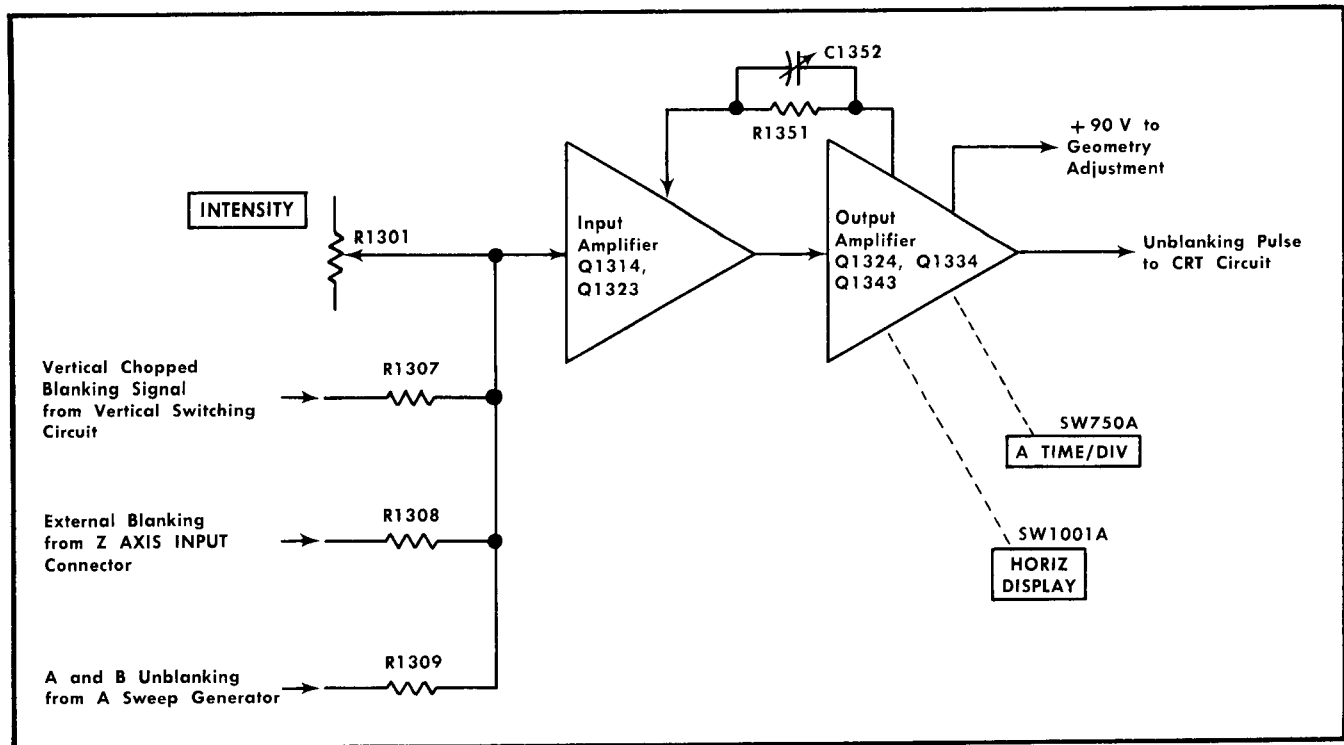 C1352
R1351
+90 V to
Geometry
Adjustment
INTENSITY
R1301
Input
Amplifier
Q1314,
Q1323
Output
Amplifier
Q1324, Q1334
Q1343
Unblanking Pulse
to CRT Circuit
Vertical Chopped
Blanking Signal
from Vertical Switching
Circuit
R1307
SW750A
A TIME/DIV
External Blanking
from Z AXIS INPUT
Connector
R1308
SW1001A
HORIZ
DISPLAY
A and B Unblanking
from A Sweep Generator
R1309